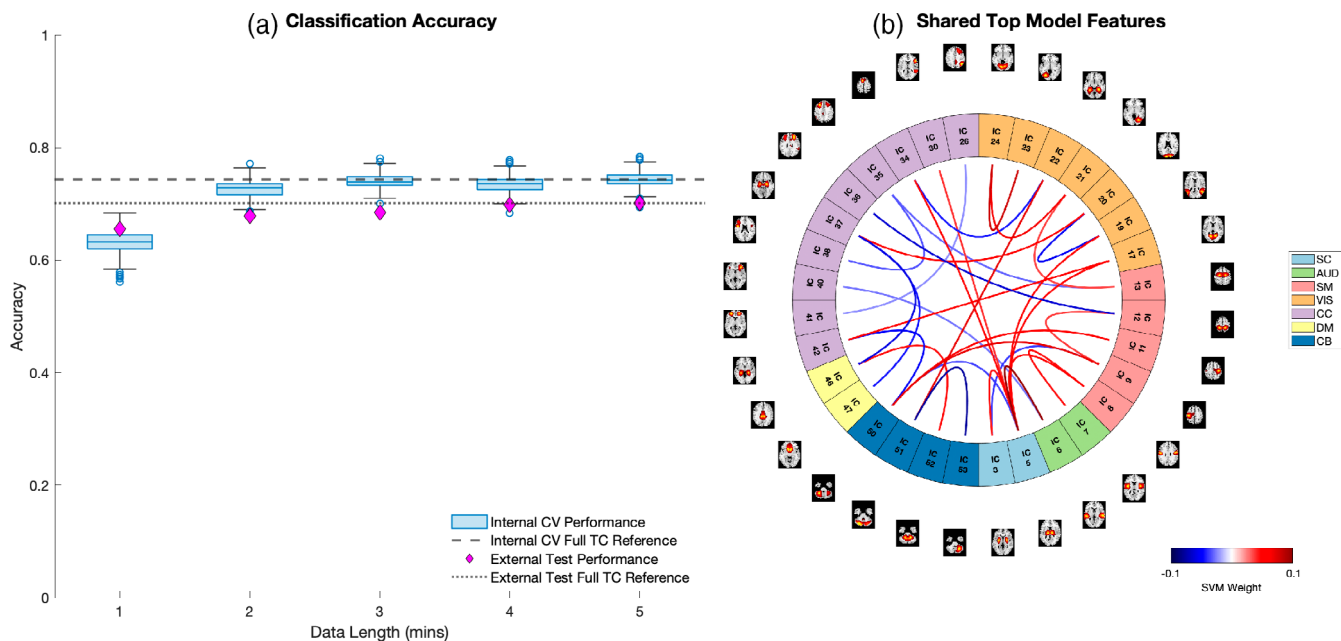 (a) Classification Accuracy
1
0.8
0.6
0.4
0.2
0
Accuracy
1 2 3 4 5
Data Length (mins)
Internal CV Performance
Internal CV Full TC Reference
External Test Performance
External Test Full TC Reference
(b) Shared Top Model Features
IC 24
IC 23
IC 22
IC 21
IC 20
IC 19
IC 17
IC 13
IC 12
IC 11
IC 9
IC 8
IC 7
IC 6
IC 5
IC 3
IC 53
IC 52
IC 51
IC 50
IC 47
IC 46
IC 42
IC 41
IC 40
IC 38
IC 37
IC 36
IC 35
IC 34
IC 30
IC 26
SC
AUD
SM
VIS
CC
DM
CB
-0.1 0.1
SVM Weight